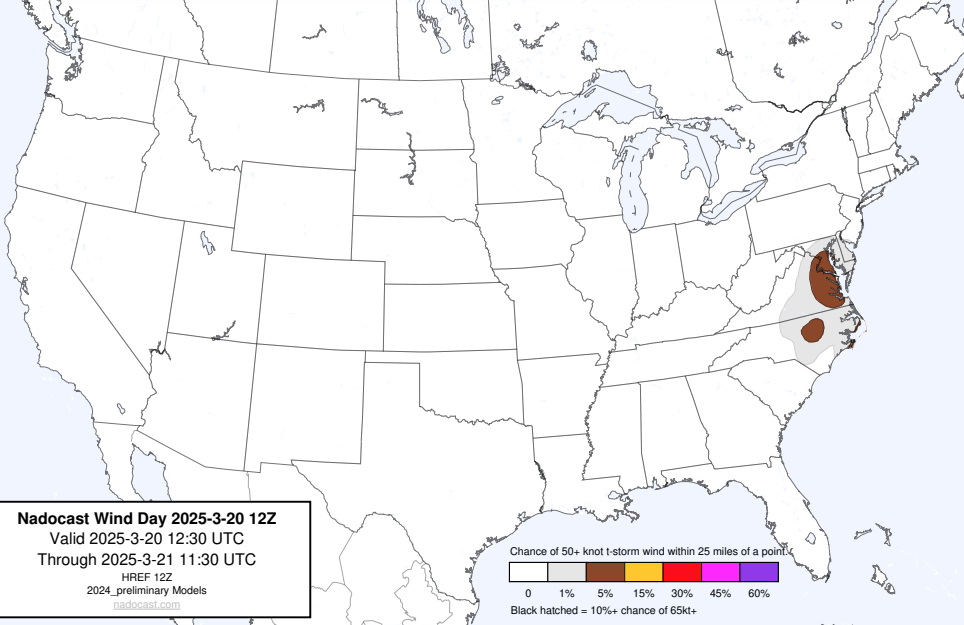 Nadocast Wind Day 2025-3-20 12Z
Valid 2025-3-20 12:30 UTC
Through 2025-3-21 11:30 UTC
HREF 12Z
2024_preliminary Models
nadocast.com
Chance of 50+ knot t-storm wind within 25 miles of a point.
0 1% 5% 15% 30% 45% 60%
Black hatched = 10%+ chance of 65kt+